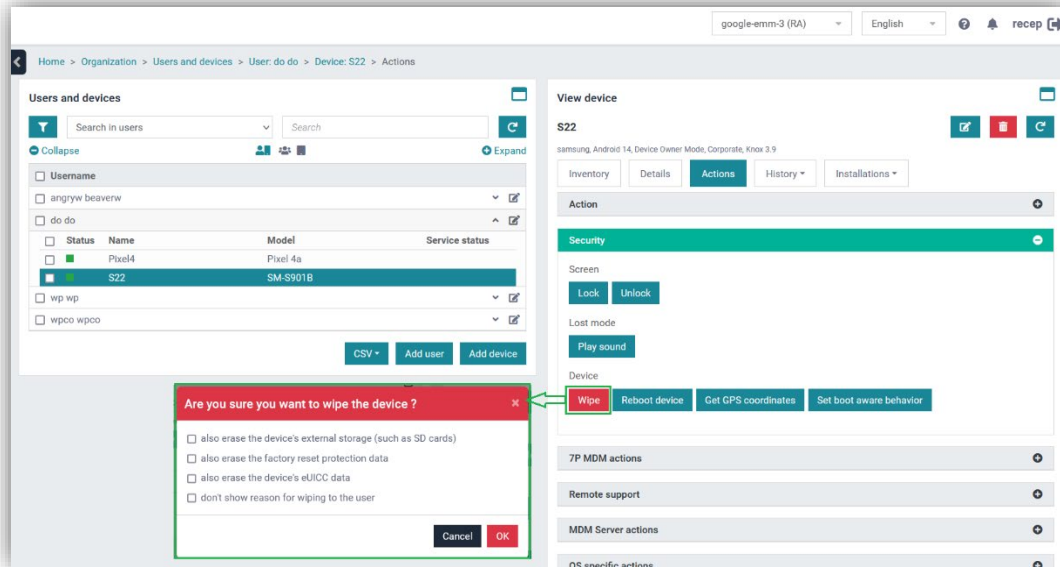 google-emm-3 (RA)
English
recep
Home > Organization > Users and devices > User: do do > Device: S22 > Actions
Users and devices
Search in users
Search
Collapse
Expand
Username
angryw beaverw
do do
Status Name Model Service status
Pixel4 Pixel 4a
S22 SM-S901B
wp wp
wpco wpco
CSV Add user Add device
Are you sure you want to wipe the device ?
also erase the device's external storage (such as SD cards)
also erase the factory reset protection data
also erase the device's eUICC data
don't show reason for wiping to the user
Cancel OK
View device
S22
samsung, Android 14, Device Owner Mode, Corporate, Knox 3.9
Inventory Details Actions History Installations
Action
Security
Screen
Lock Unlock
Lost mode
Play sound
Device
Wipe Reboot device Get GPS coordinates Set boot aware behavior
7P MDM actions
Remote support
MDM Server actions
OS specific actions